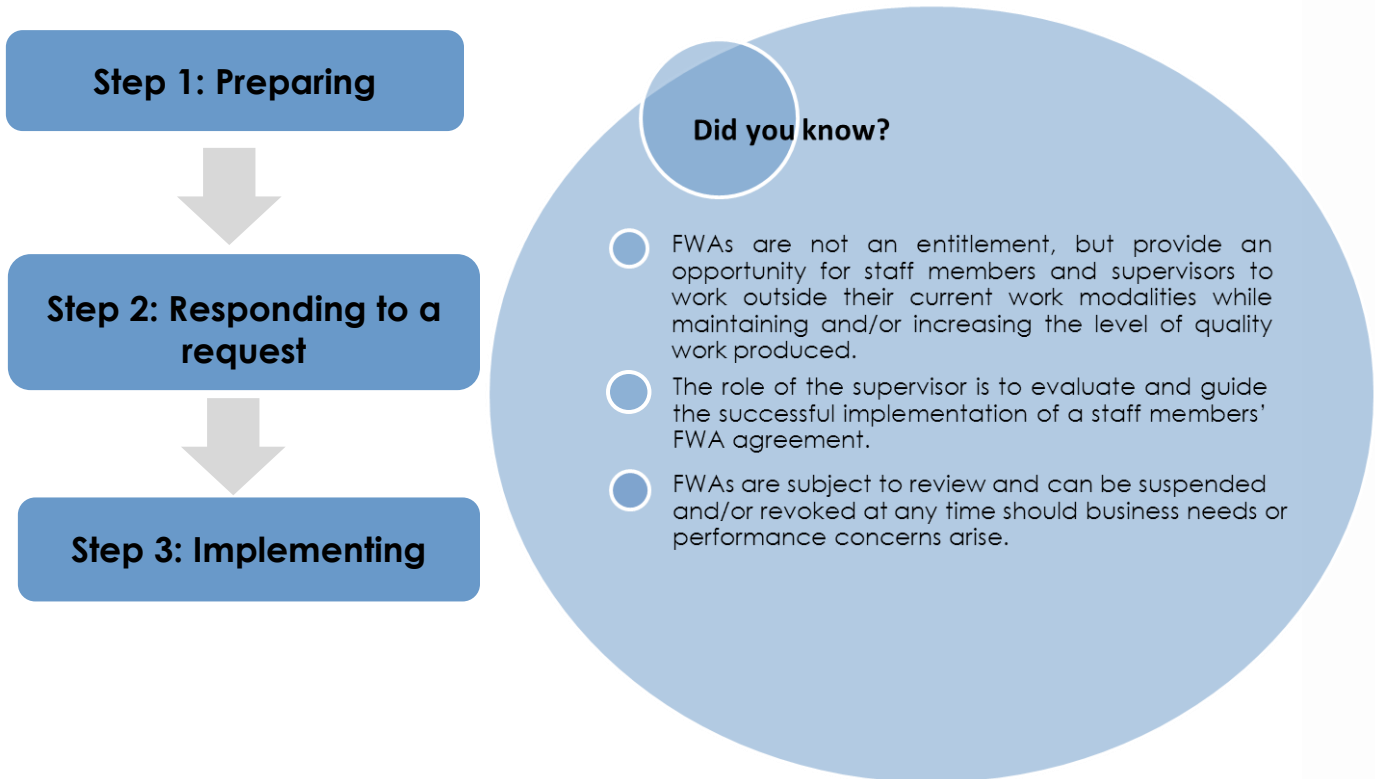 Step 1: Preparing
Step 2: Responding to a
request
Step 3: Implementing
Did you know?
FWAs are not an entitlement, but provide an
opportunity for staff members and supervisors to
work outside their current work modalities while
maintaining and/or increasing the level of quality
work produced.
The role of the supervisor is to evaluate and guide
the successful implementation of a staff members’
FWA agreement.
FWAs are subject to review and can be suspended
and/or revoked at any time should business needs or
performance concerns arise.